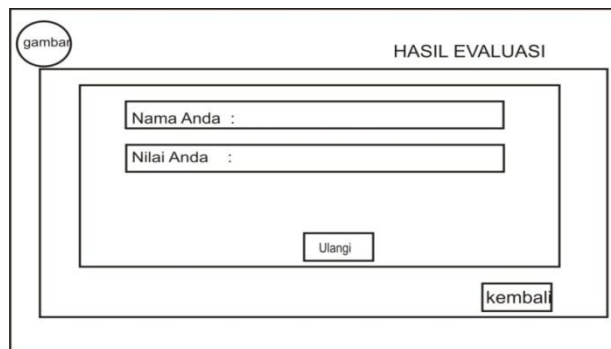 gambar
HASIL EVALUASI
Nama Anda :
Nilai Anda :
Ulangi
kembali